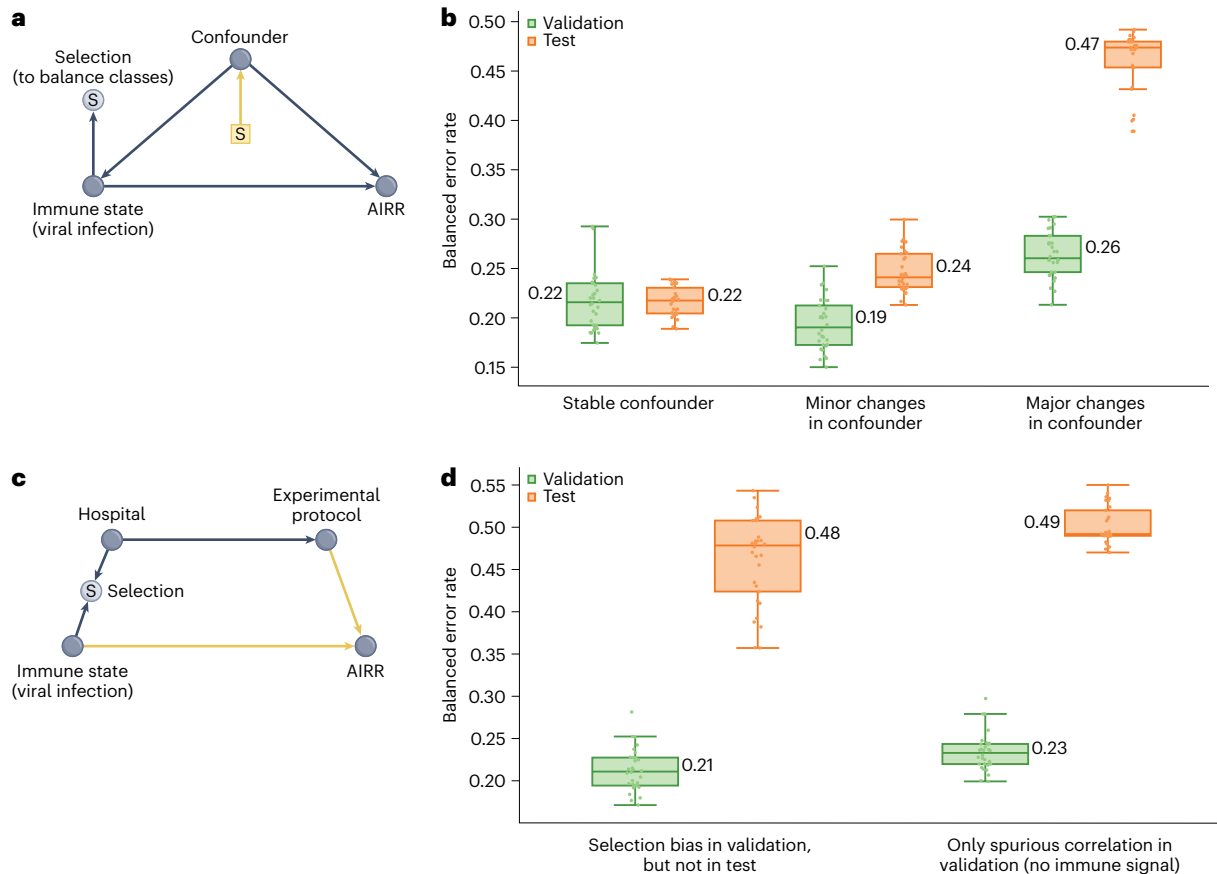 a
Confounder
Selection
(to balance classes)
S
S
Immune state
(viral infection)
AIRR
b
Validation
Test
Balanced error rate
0.50
0.45
0.40
0.35
0.30
0.25
0.20
0.15
0.22
0.22
0.19
0.24
0.26
0.47
Stable confounder
Minor changes
in confounder
Major changes
in confounder
c
Hospital
Experimental
protocol
S Selection
Immune state
(viral infection)
AIRR
d
Validation
Test
Balanced error rate
0.55
0.50
0.45
0.40
0.35
0.30
0.25
0.20
0.21
0.48
0.23
0.49
Selection bias in validation,
but not in test
Only spurious correlation in
validation (no immune signal)